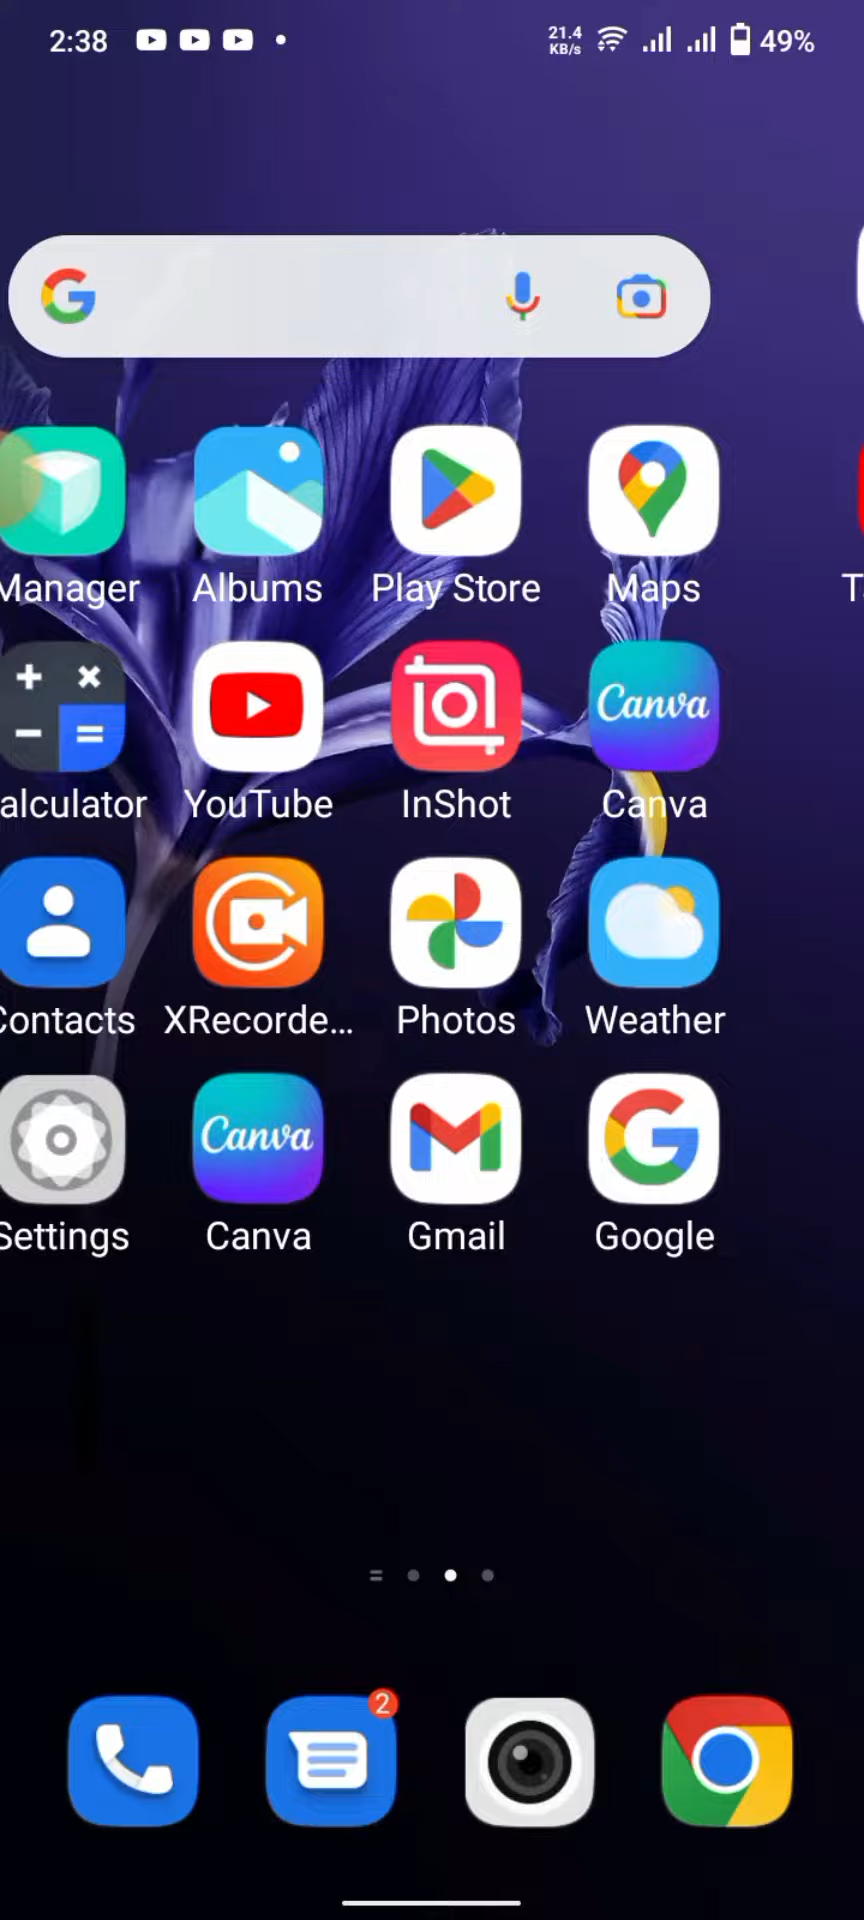 2:38 21.4 KB/s 49%
Manager Albums Play Store Maps
Canva
alculator YouTube InShot Canva
Contacts XRecorde... Photos Weather
Canva
Settings Canva Gmail Google
2